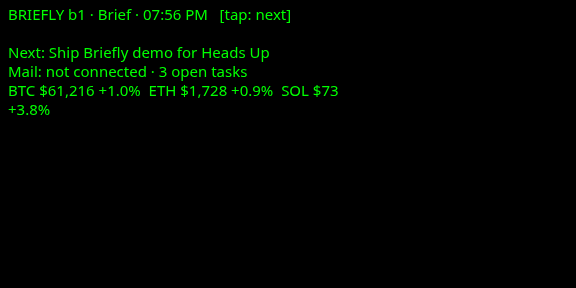 BRIEFLY b1 · Brief · 07:56 PM   [tap: next]
Next: Ship Briefly demo for Heads Up
Mail: not connected · 3 open tasks
BTC $61,216 +1.0%  ETH $1,728 +0.9%  SOL $73
+3.8%